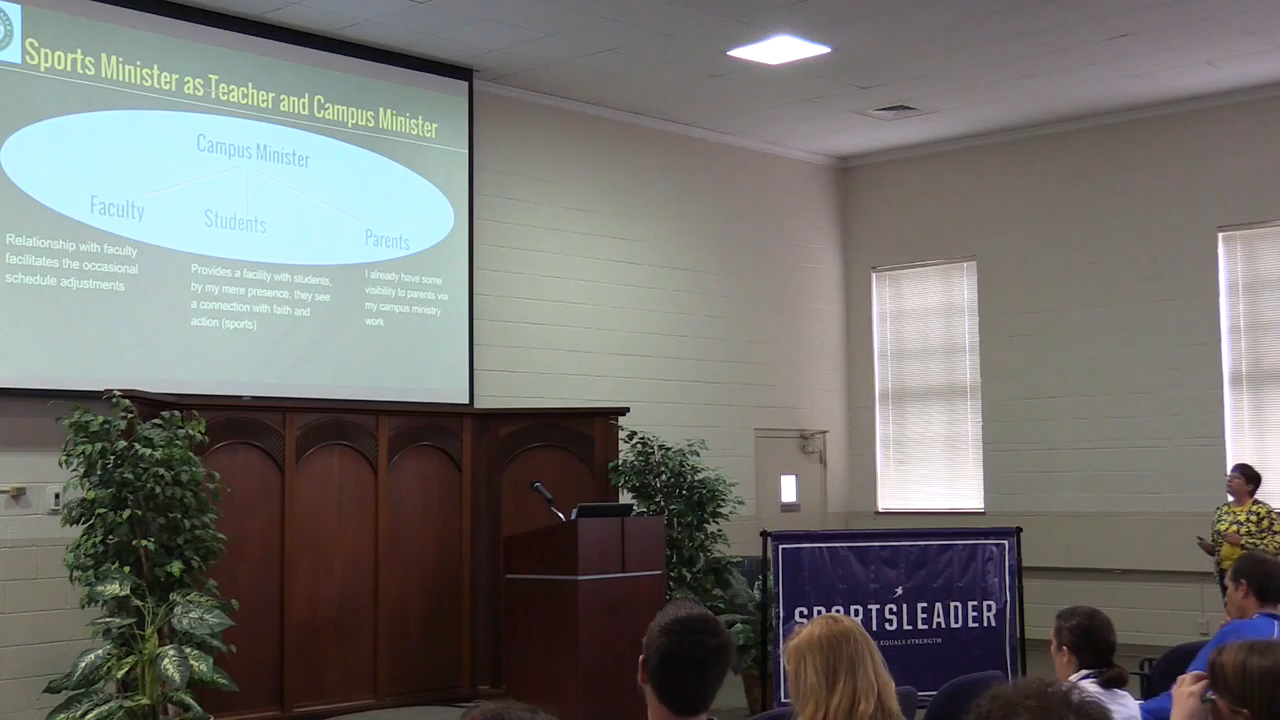 Sports Minister as Teacher and Campus Minister
Campus Minister
Faculty
Students
Parents
Relationship with faculty
facilitates the occasional
schedule adjustments
Provides a facility with students,
by my mere presence, they see
a connection with faith and
action (sports)
I already have some
visibility to parents via
my campus ministry
work
SPORTSLEADER
EQUALS STRENGTH